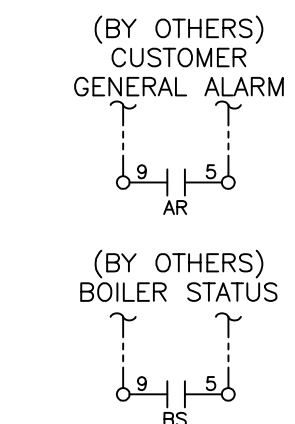 (BY OTHERS)
CUSTOMER
GENERAL ALARM
9 5
AR
(BY OTHERS)
BOILER STATUS
9 5
BS